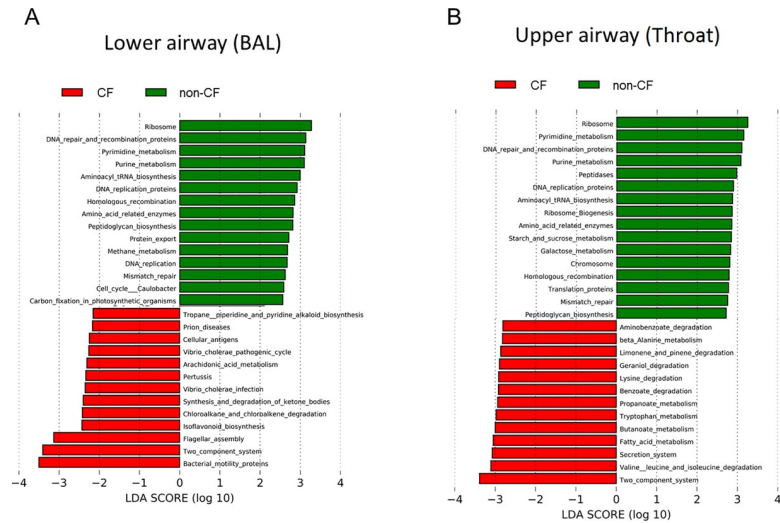 A
Lower airway (BAL)
CF
non-CF
Ribosome
DNA_repair_and_recombination_proteins
Pyrimidine_metabolism
Purine_metabolism
Aminoacyl_tRNA_biosynthesis
DNA_replication_proteins
Homologous_recombination
Amino_acid_related_enzymes
Peptidoglycan_biosynthesis
Protein_export
Methane_metabolism
DNA_replication
Mismatch_repair
Cell_cycle___Caulobacter
Carbon_fixation_in_photosynthetic_organisms
Tropane__piperidine_and_pyridine_alkaloid_biosynthesis
Prion_diseases
Cellular_antigens
Vibrio_cholerae_pathogenic_cycle
Arachidonic_acid_metabolism
Pertussis
Vibrio_cholerae_infection
Synthesis_and_degradation_of_ketone_bodies
Chloroalkane_and_chloroalkene_degradation
Isoflavonoid_biosynthesis
Flagellar_assembly
Two_component_system
Bacterial_motility_proteins
−4 −3 −2 −1 0 1 2 3 4
LDA SCORE (log 10)
B
Upper airway (Throat)
CF
non-CF
Ribosome
Pyrimidine_metabolism
DNA_repair_and_recombination_proteins
Purine_metabolism
Peptidases
DNA_replication_proteins
Aminoacyl_tRNA_biosynthesis
Ribosome_Biogenesis
Amino_acid_related_enzymes
Starch_and_sucrose_metabolism
Galactose_metabolism
Chromosome
Homologous_recombination
Translation_proteins
Mismatch_repair
Peptidoglycan_biosynthesis
Aminobenzoate_degradation
beta_Alanine_metabolism
Limonene_and_pinene_degradation
Geraniol_degradation
Lysine_degradation
Benzoate_degradation
Propanoate_metabolism
Tryptophan_metabolism
Butanoate_metabolism
Fatty_acid_metabolism
Secretion_system
Valine__leucine_and_isoleucine_degradation
Two_component_system
−4 −3 −2 −1 0 1 2 3 4
LDA SCORE (log 10)